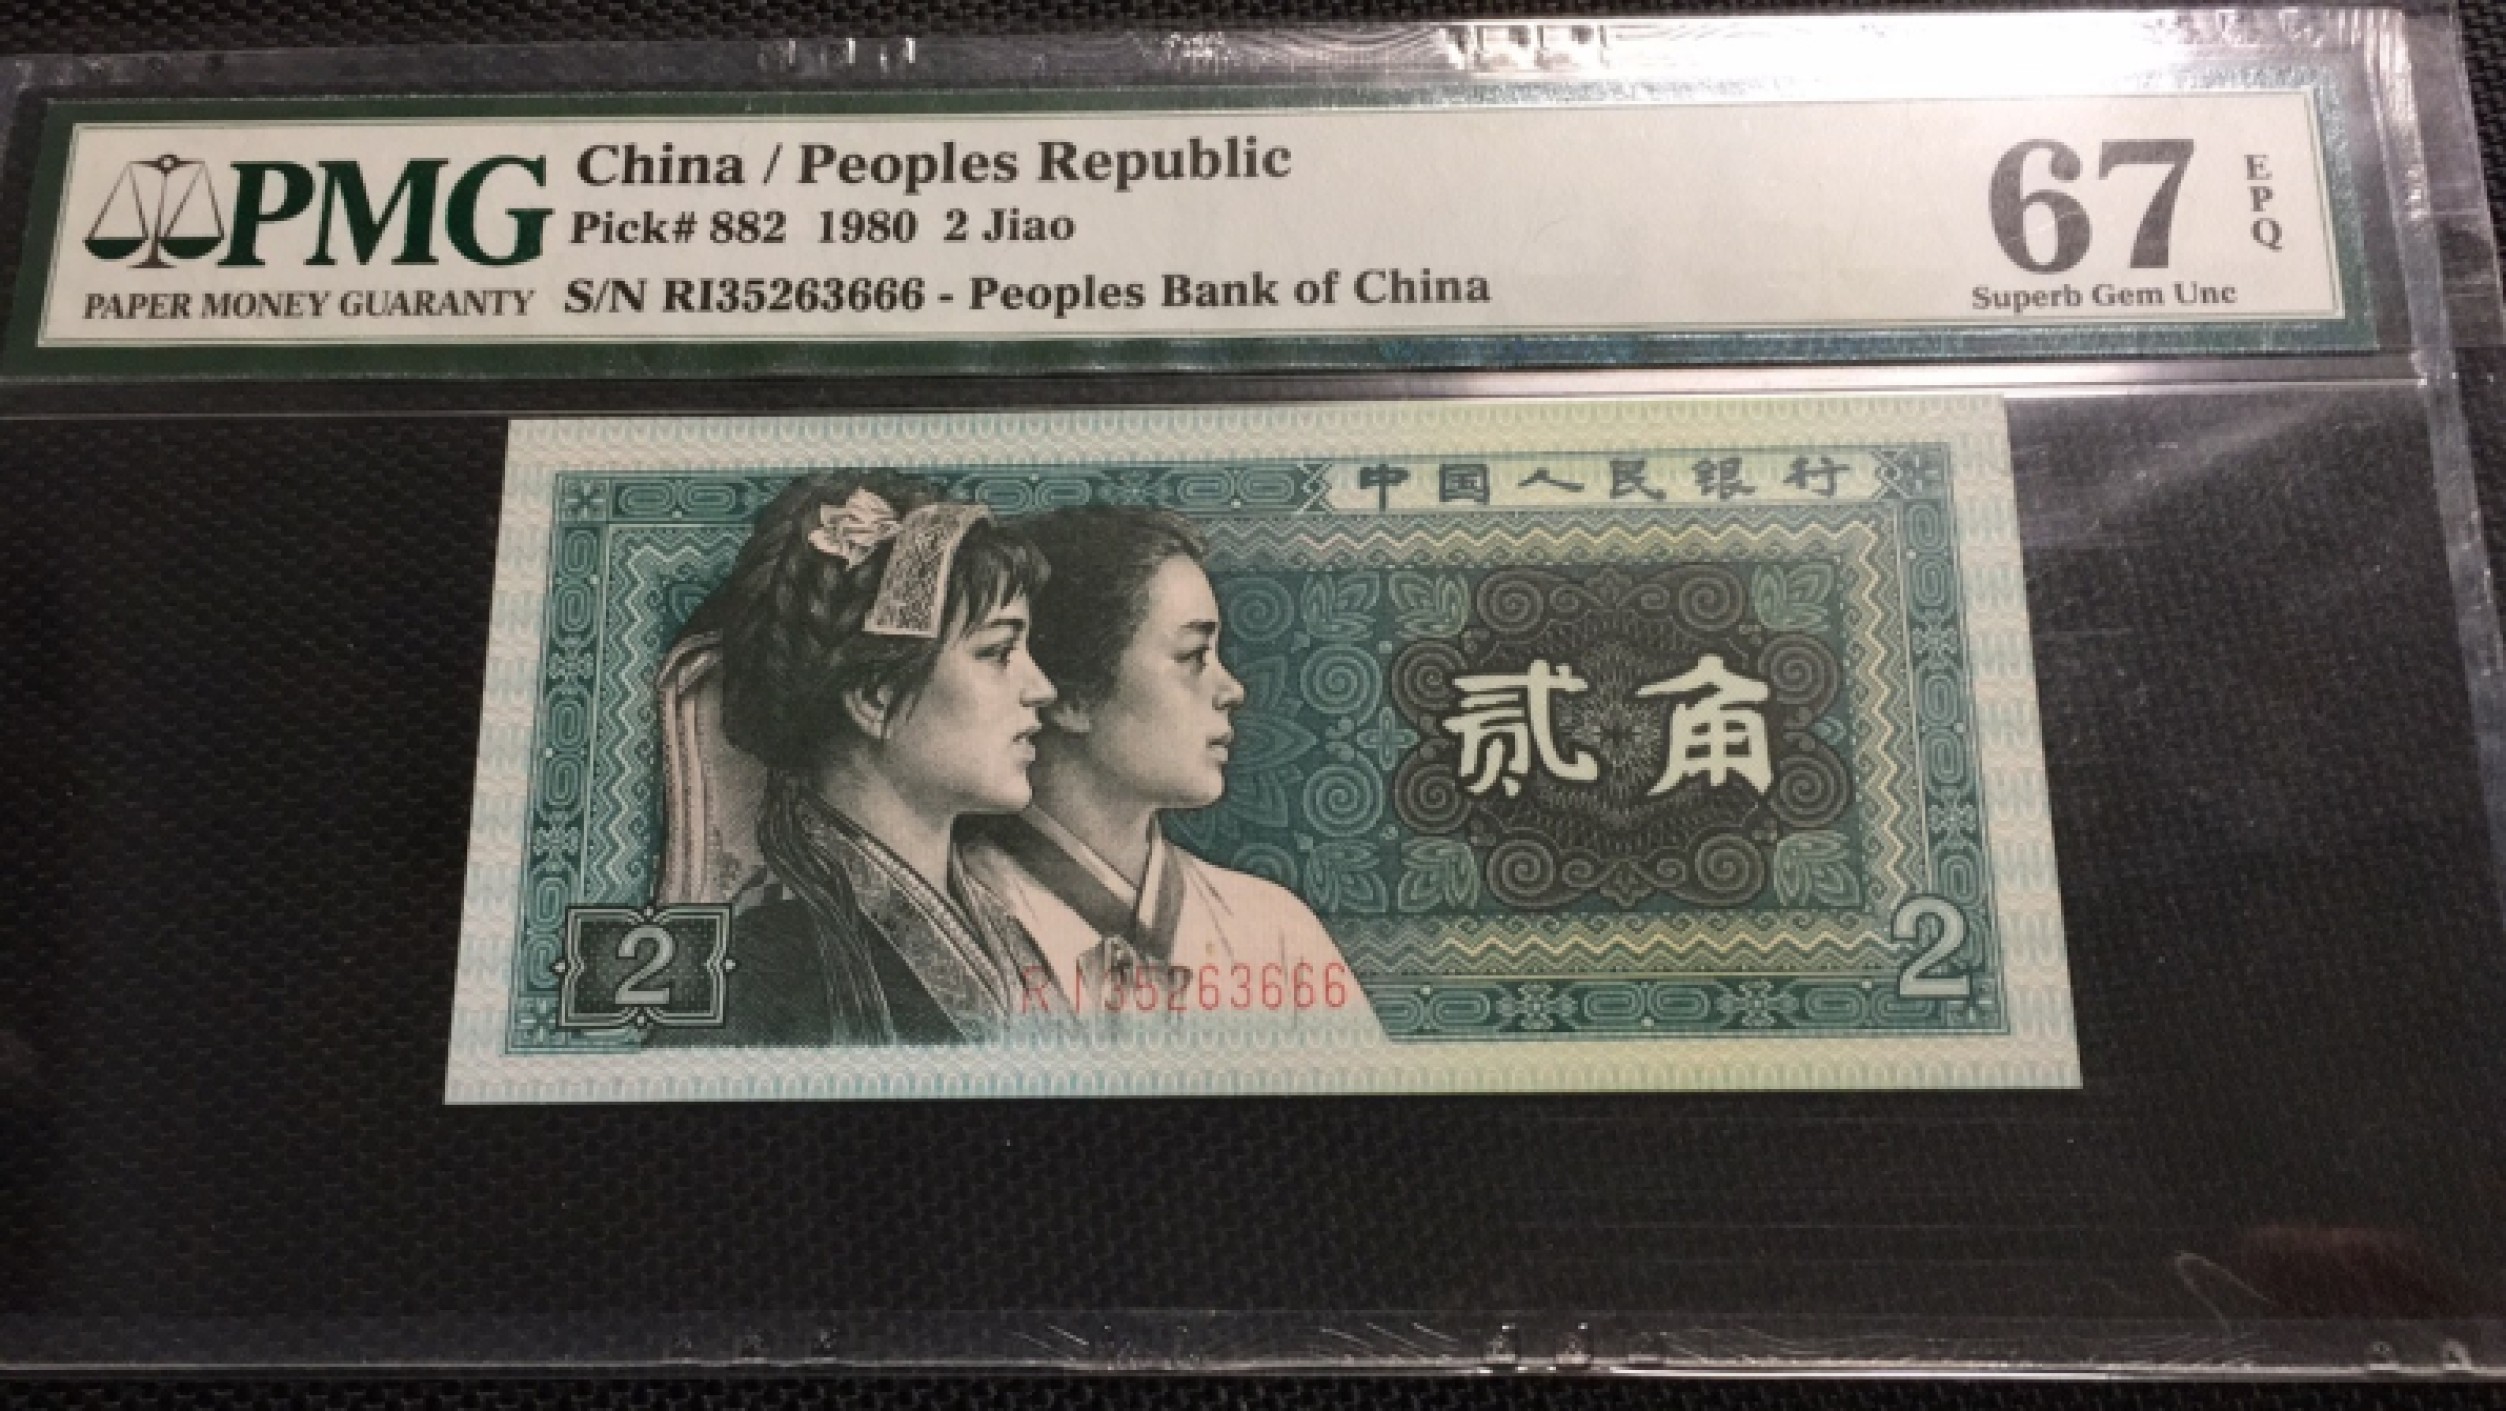 PMG
PAPER MONEY GUARANTY
China / Peoples Republic
Pick# 882 1980 2 Jiao
S/N RI35263666 - Peoples Bank of China
67
EPQ
Superb Gem Unc
中国人民银行
贰角
2
RI35263666
2